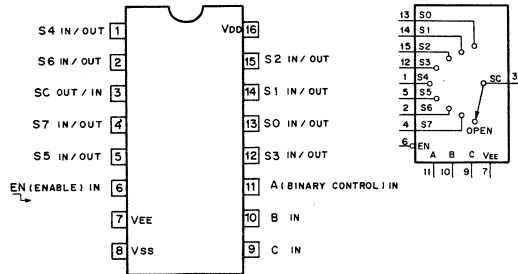 S4 IN/OUT 1
S6 IN/OUT 2
SC OUT/IN 3
S7 IN/OUT 4
S5 IN/OUT 5
EN (ENABLE) IN 6
7 VEE
8 VSS
VDD 16
15 S2 IN/OUT
14 S1 IN/OUT
13 S0 IN/OUT
12 S3 IN/OUT
11 A (BINARY CONTROL) IN
10 B IN
9 C IN
13 S0
14 S1
15 S2
12 S3
1 S4
5 S5
2 S6
4 S7
OPEN
SC 3
6 EN
A B C VEE
11 10 9 7